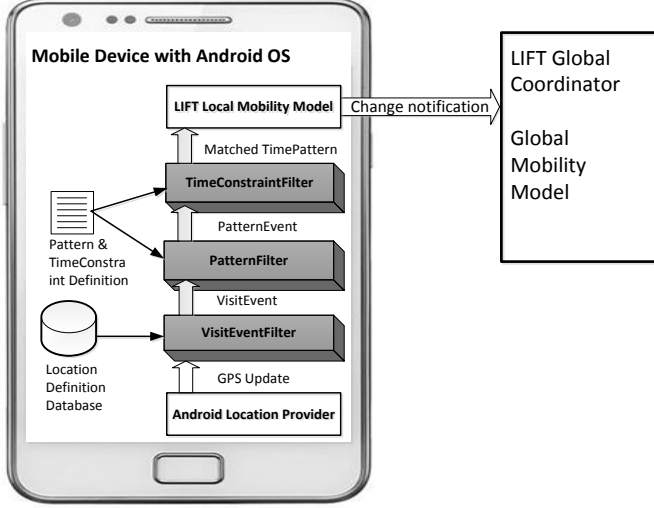 Mobile Device with Android OS
LIFT Local Mobility Model
Change notification
LIFT Global
Coordinator
Global
Mobility
Model
Matched TimePattern
TimeConstraintFilter
PatternEvent
Pattern &
TimeConstra
int Definition
PatternFilter
VisitEvent
VisitEventFilter
Location
Definition
Database
GPS Update
Android Location Provider